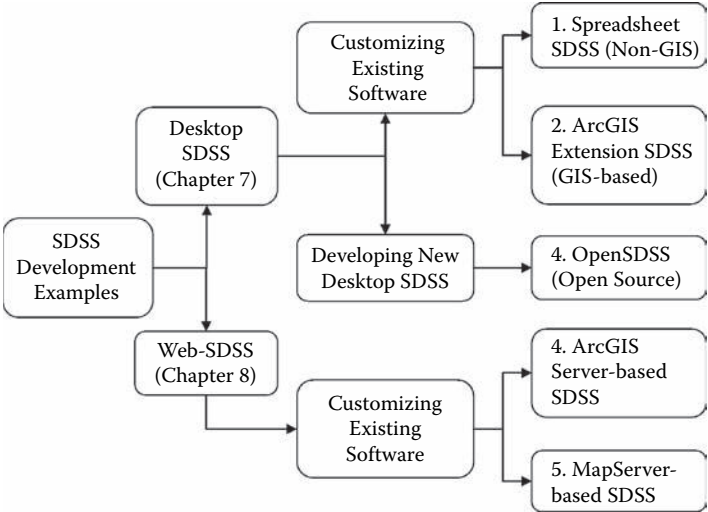 SDSS
Development
Examples
Desktop
SDSS
(Chapter 7)
Web-SDSS
(Chapter 8)
Customizing
Existing
Software
Developing New
Desktop SDSS
Customizing
Existing
Software
1. Spreadsheet
SDSS (Non-GIS)
2. ArcGIS
Extension SDSS
(GIS-based)
4. OpenSDSS
(Open Source)
4. ArcGIS
Server-based
SDSS
5. MapServer-
based SDSS